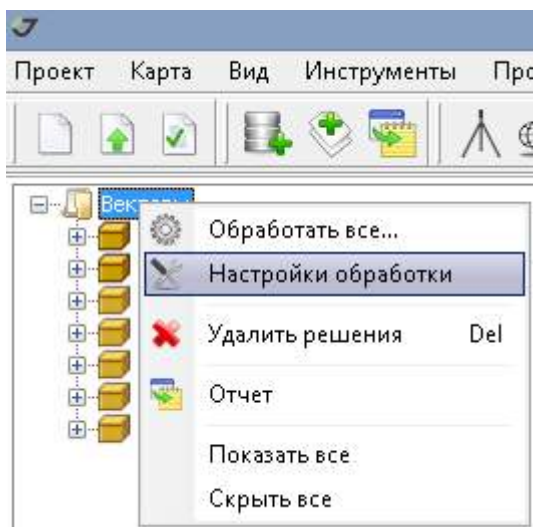 Проект Карта Вид Инструменты
Обработать все...
Настройки обработки
Удалить решения Del
Отчет
Показать все
Скрыть все